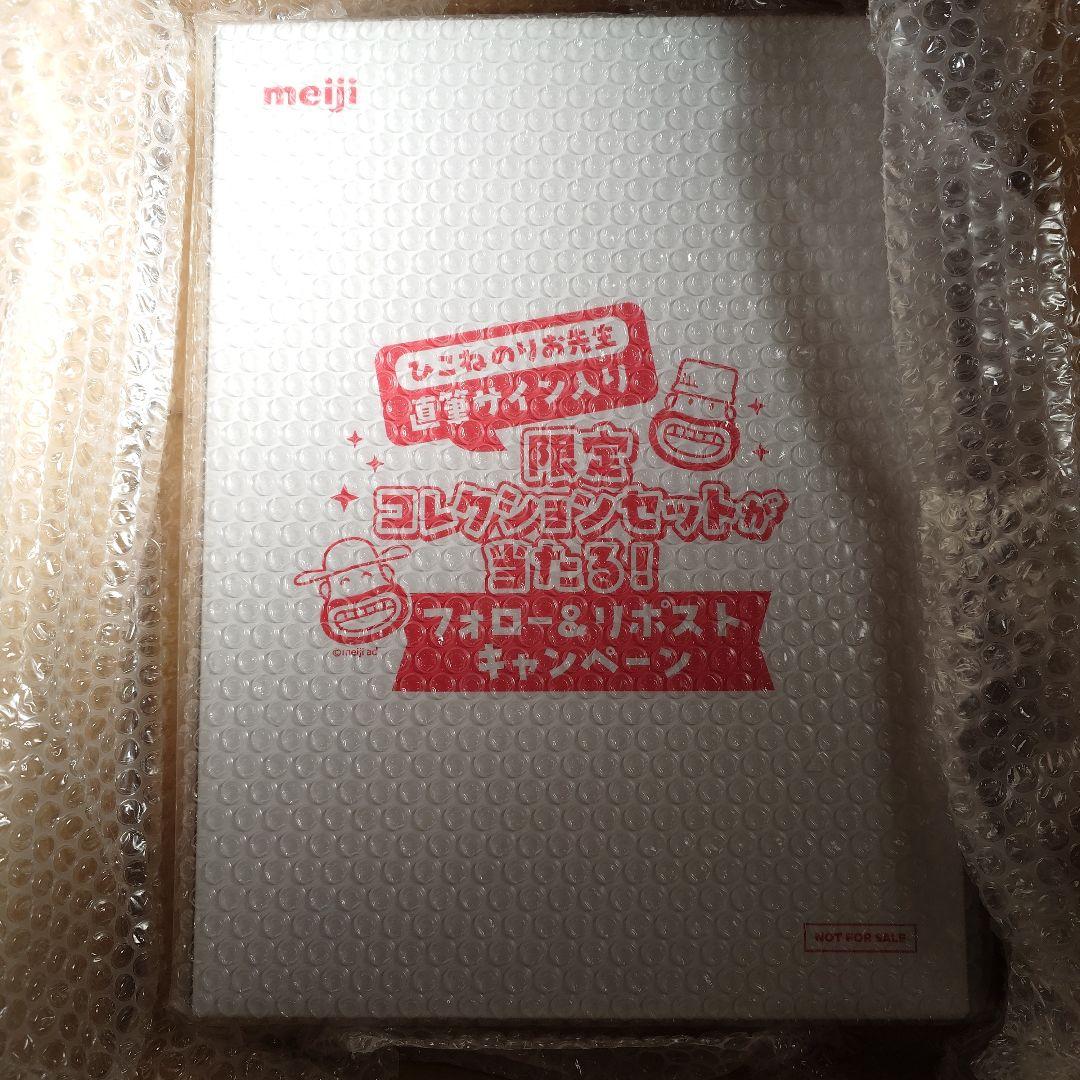 meiji
ひこねのりお先生
直筆サイン入り
限定
コレクションセットが
当たる!
フォロー&リポスト
キャンペーン
©meiji ad
NOT FOR SALE